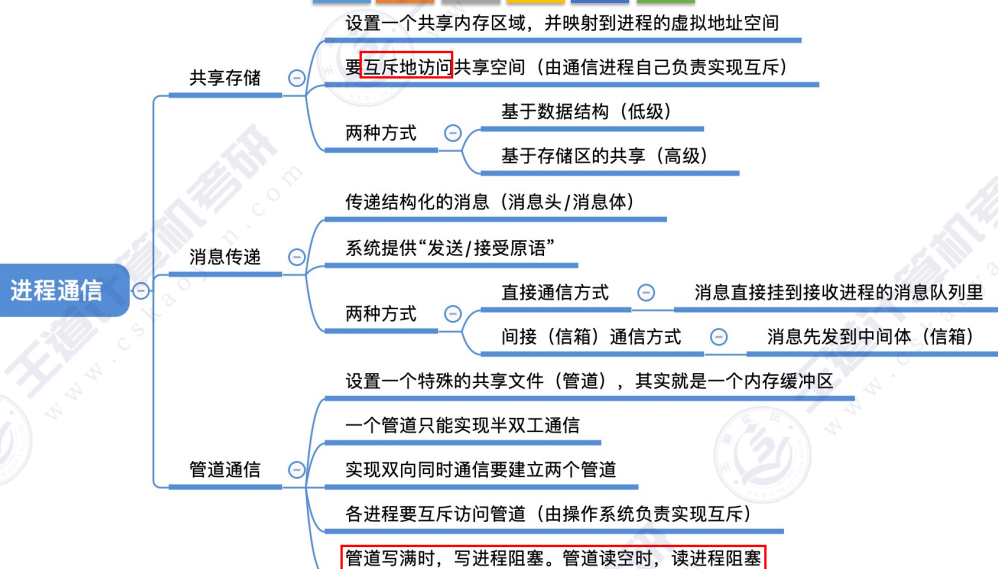 设置一个共享内存区域，并映射到进程的虚拟地址空间
共享存储
要互斥地访问共享空间（由通信进程自己负责实现互斥）
两种方式
基于数据结构（低级）
基于存储区的共享（高级）
传递结构化的消息（消息头/消息体）
消息传递
系统提供“发送/接受原语”
两种方式
直接通信方式
消息直接挂到接收进程的消息队列里
间接（信箱）通信方式
消息先发到中间体（信箱）
进程通信
设置一个特殊的共享文件（管道），其实就是一个内存缓冲区
一个管道只能实现半双工通信
管道通信
实现双向同时通信要建立两个管道
各进程要互斥访问管道（由操作系统负责实现互斥）
管道写满时，写进程阻塞。管道读空时，读进程阻塞
王道计算机考研
www.cskaoyan.com